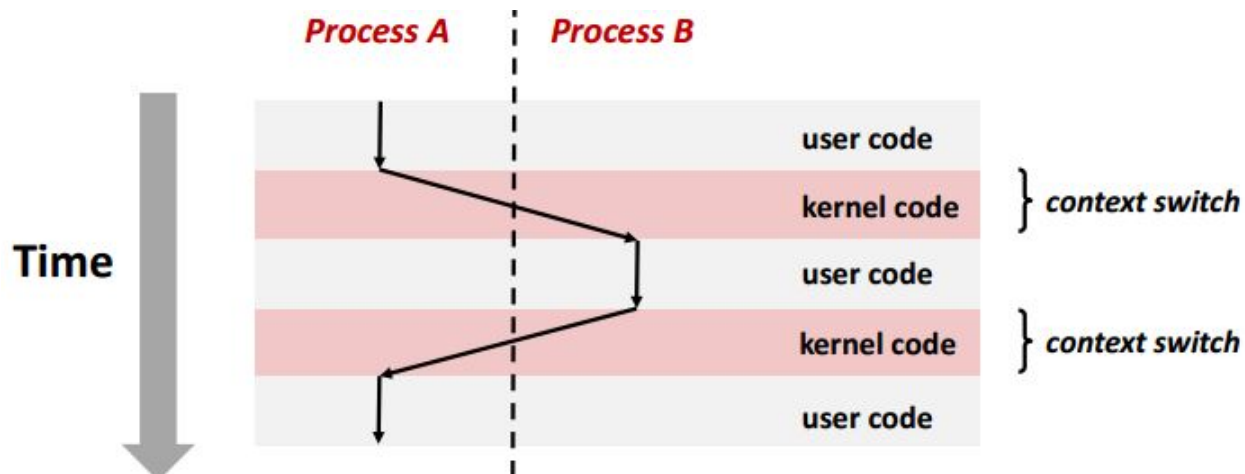 Process A Process B
user code
kernel code } context switch
Time
user code
kernel code } context switch
user code